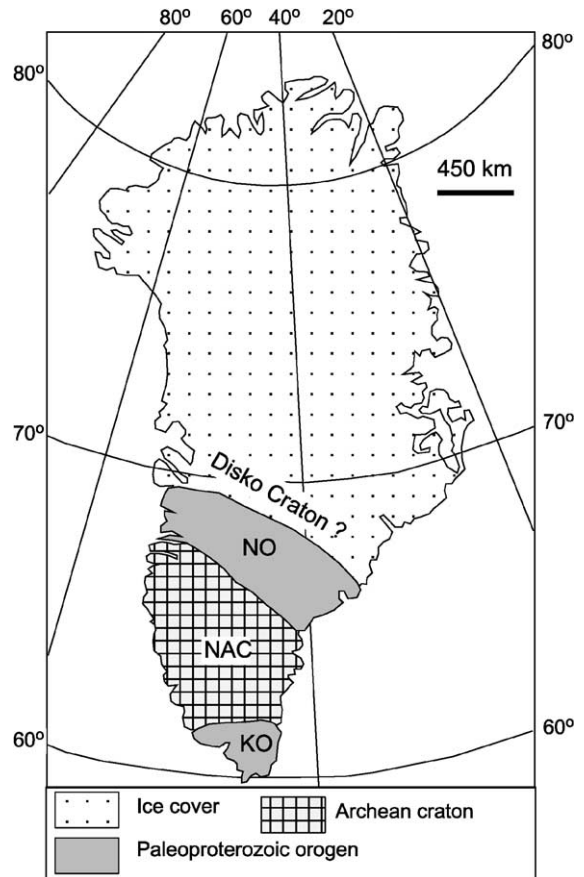 80º 60º 40º 20º
80º
80º
450 km
70º
70º
Disko Craton ?
NO
NAC
KO
60º
60º
Ice cover
Archean craton
Paleoproterozoic orogen